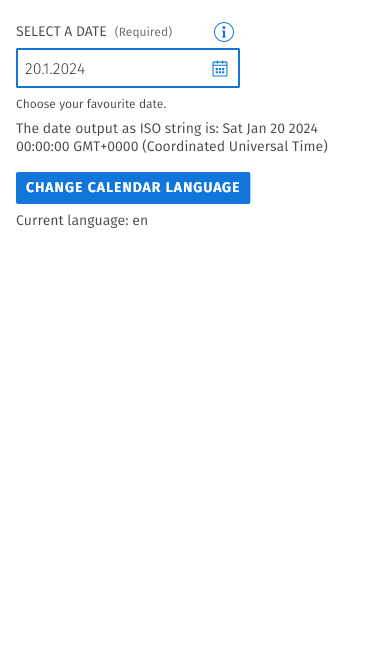 SELECT A DATE (Required)
20.1.2024
Choose your favourite date.
The date output as ISO string is: Sat Jan 20 2024
00:00:00 GMT+0000 (Coordinated Universal Time)
CHANGE CALENDAR LANGUAGE
Current language: en